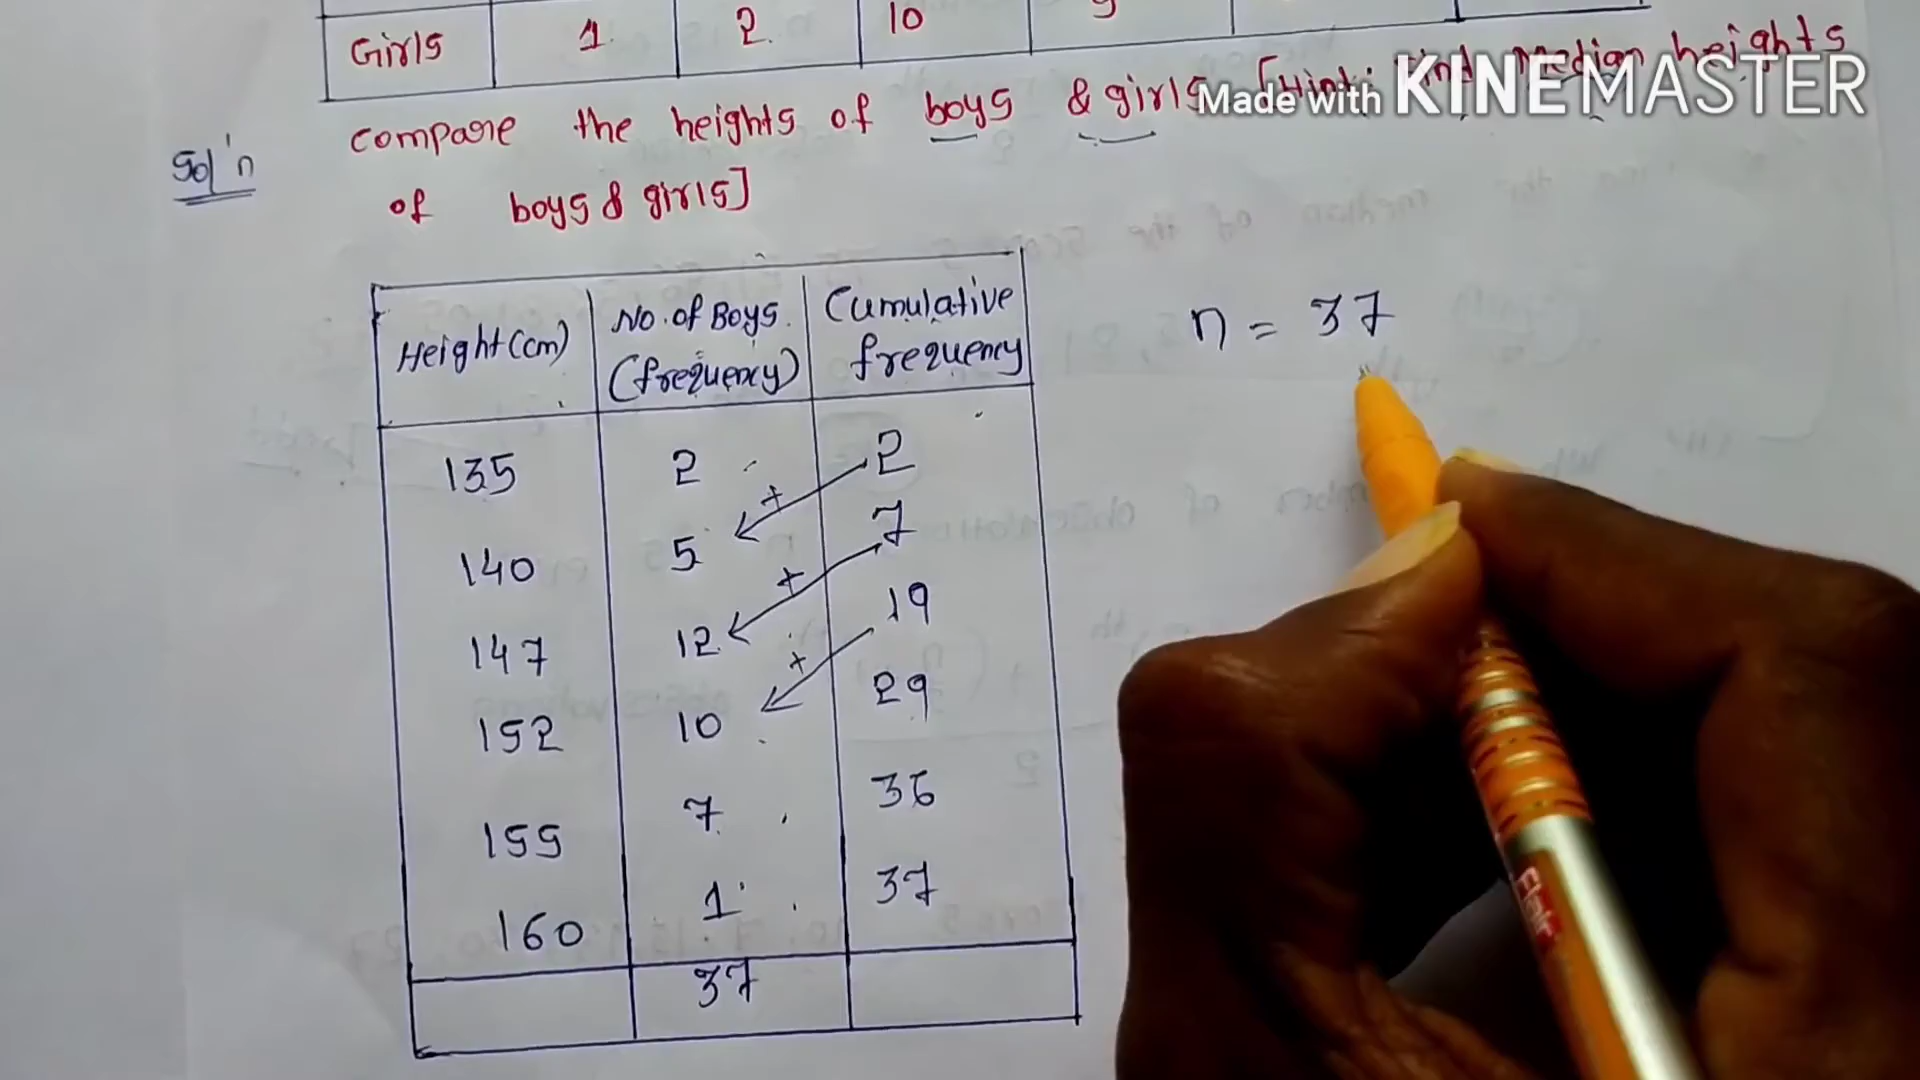 Girls 1 2 10
compare the heights of boys & girls [Hint: Find Median heights
Made with KINEMASTER
Sol'n
of boys & girls]
Height(cm) No. of Boys (frequency) Cumulative frequency
n = 37
135 2 2
140 5 7
147 12 19
152 10 29
155 7 36
160 1 37
37
Flair